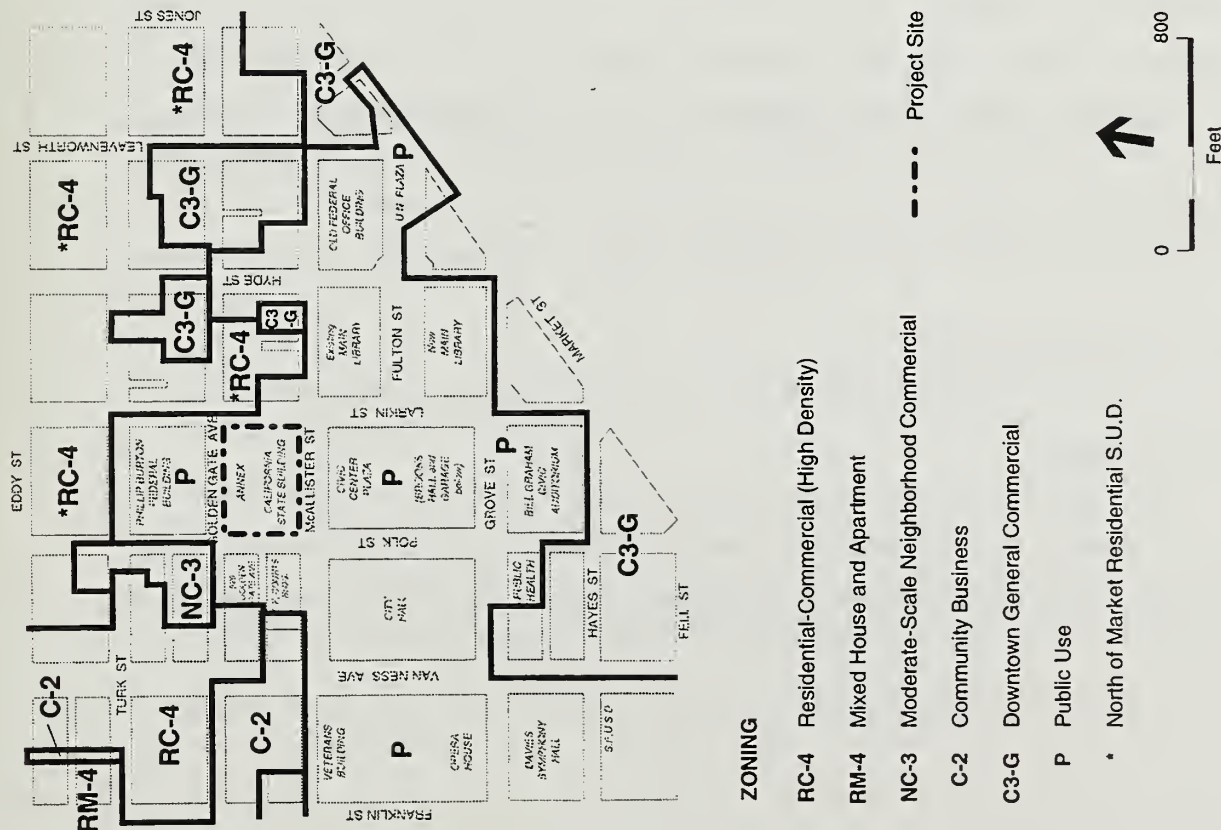 EDDY ST
JONES ST
LEAVENWORTH ST
*RC-4
*RC-4
*RC-4
C-2
RM-4
TURK ST
RC-4
NC-3
PHILLIP BURTON
FEDERAL
BUILDING
P
C3-G
C3-G
HYDE ST
GOLDEN GATE AVE
*RC-4
C3
-G
C3-G
C-2
ANNEX
CALIFORNIA
STATE BUILDING
McALLISTER ST
LARKIN ST
POLK ST
VAN NESS AVE
FRANKLIN ST
VETERANS
BUILDING
P
OPERA
HOUSE
CITY
HALL
CIVIC
CENTER
PLAZA
P
(BROOKS
HALL and
GARAGE
below)
Existing
MAIN
LIBRARY
FULTON ST
New
MAIN
LIBRARY
OLD FEDERAL
OFFICE
BUILDING
UN PLAZA
P
MARKET ST
GROVE ST
P
BILL GRAHAM
CIVIC
AUDITORIUM
PUBLIC
HEALTH
HAYES ST
DAVIES
SYMPHONY
HALL
C3-G
S.F.U.S.D
FELL ST
ZONING
RC-4 Residential-Commercial (High Density)
RM-4 Mixed House and Apartment
NC-3 Moderate-Scale Neighborhood Commercial
C-2 Community Business
C3-G Downtown General Commercial
P Public Use
* North of Market Residential S.U.D.
Project Site
0 800
Feet